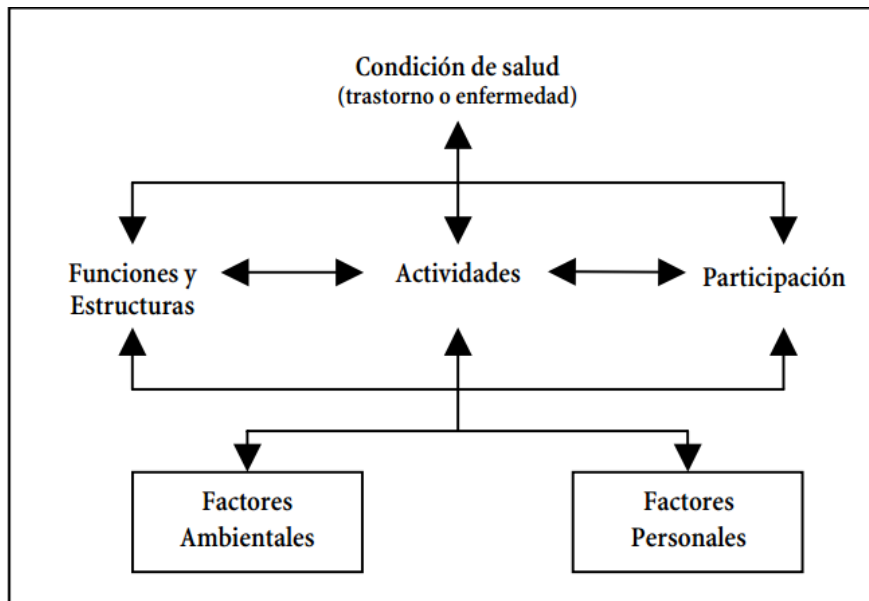 Condición de salud
(trastorno o enfermedad)
Funciones y
Estructuras
Actividades
Participación
Factores
Ambientales
Factores
Personales